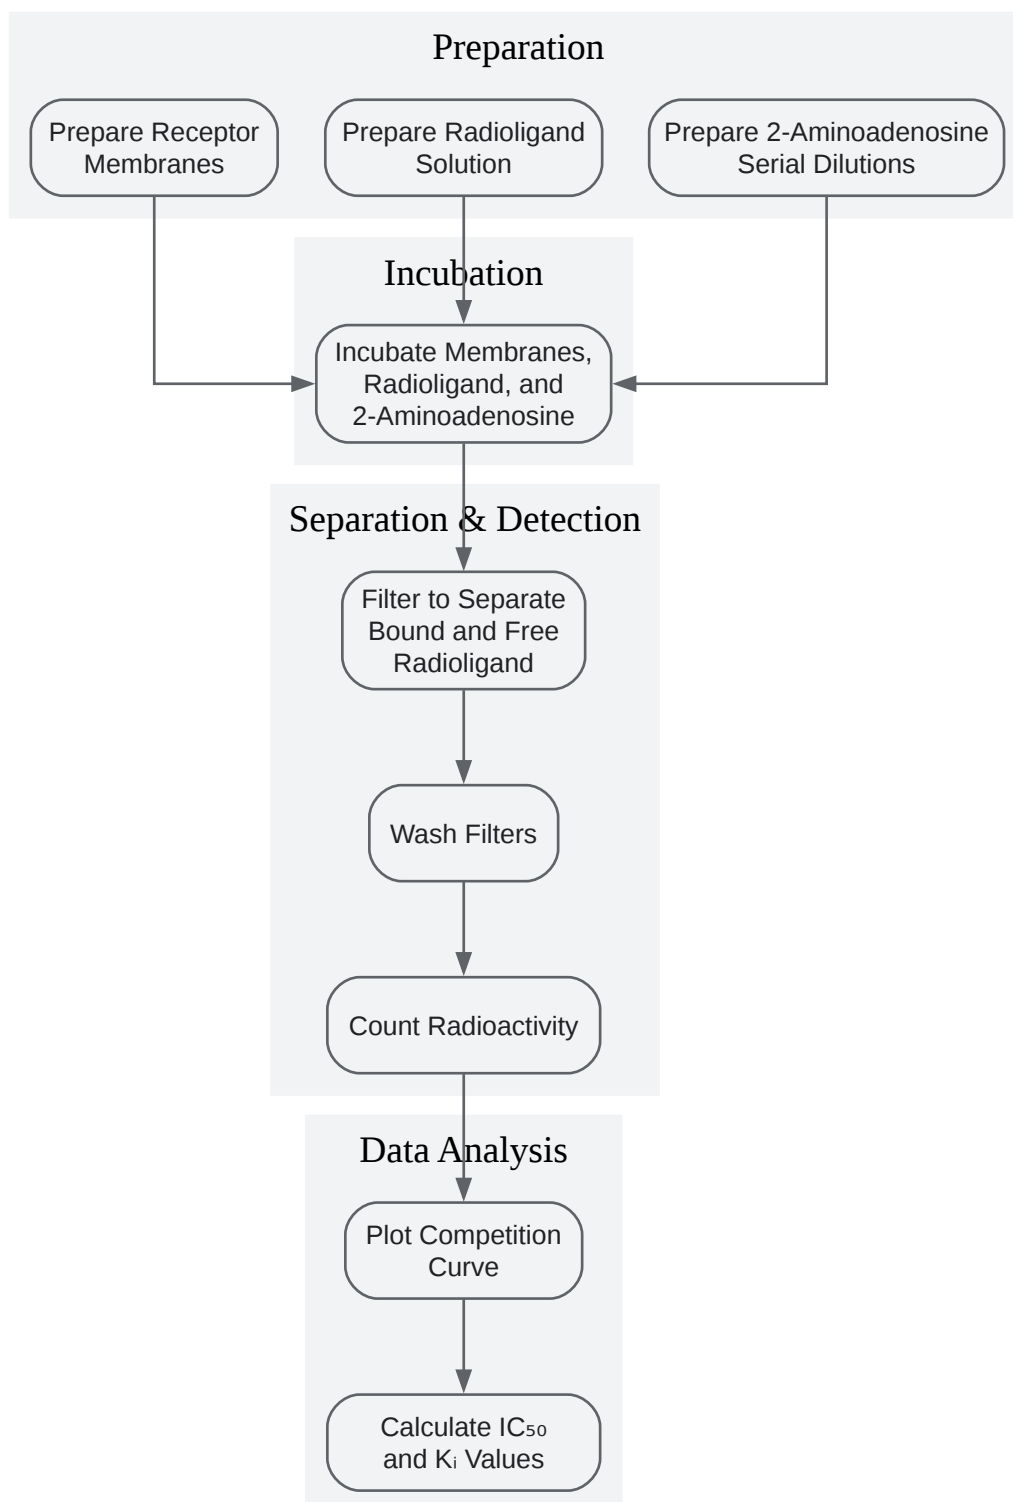 Preparation
Prepare Receptor
Membranes
Prepare Radioligand
Solution
Prepare 2-Aminoadenosine
Serial Dilutions
Incubation
Incubate Membranes,
Radioligand, and
2-Aminoadenosine
Separation & Detection
Filter to Separate
Bound and Free
Radioligand
Wash Filters
Count Radioactivity
Data Analysis
Plot Competition
Curve
Calculate IC₅₀
and Kᵢ Values